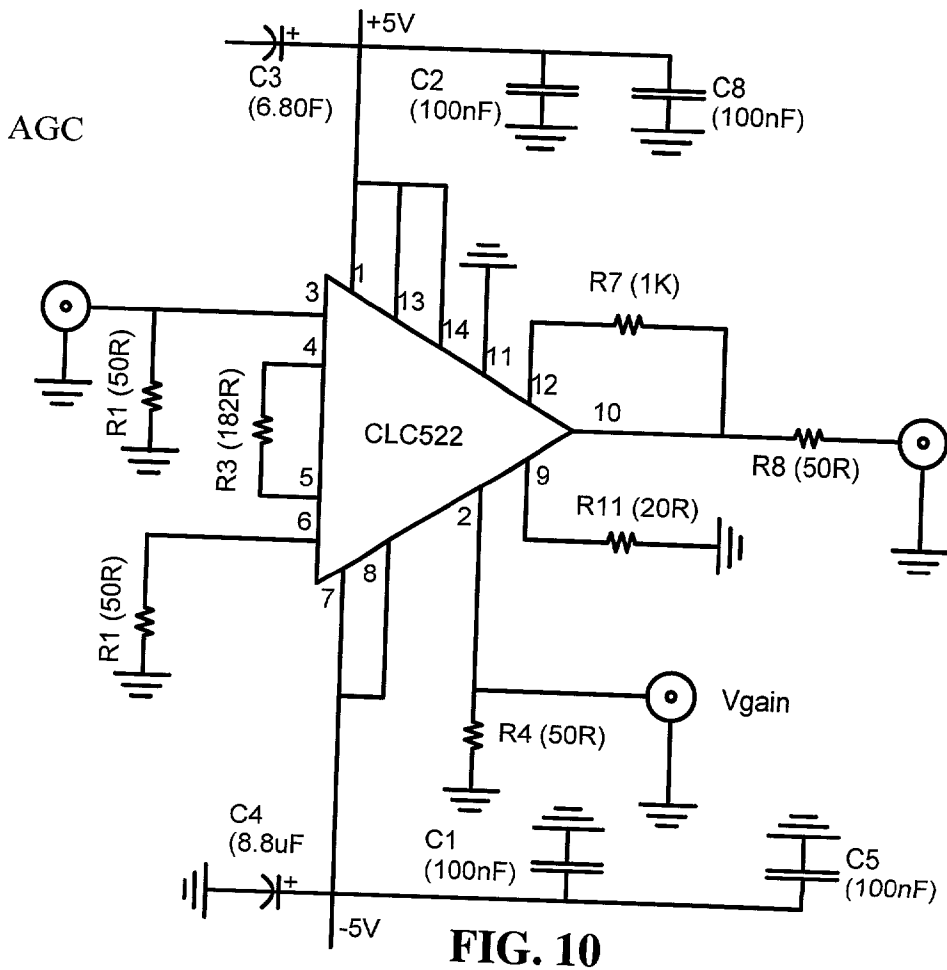 +5V
+
C3
(6.80F)
C2
(100nF)
C8
(100nF)
AGC
1
3
13
14
R7 (1K)
4
11
12
R1 (50R)
R3 (182R)
CLC522
10
5
9
R8 (50R)
6
2
R11 (20R)
8
7
R1 (50R)
Vgain
R4 (50R)
C4
(8.8uF
+
C1
(100nF)
C5
(100nF)
-5V
FIG. 10